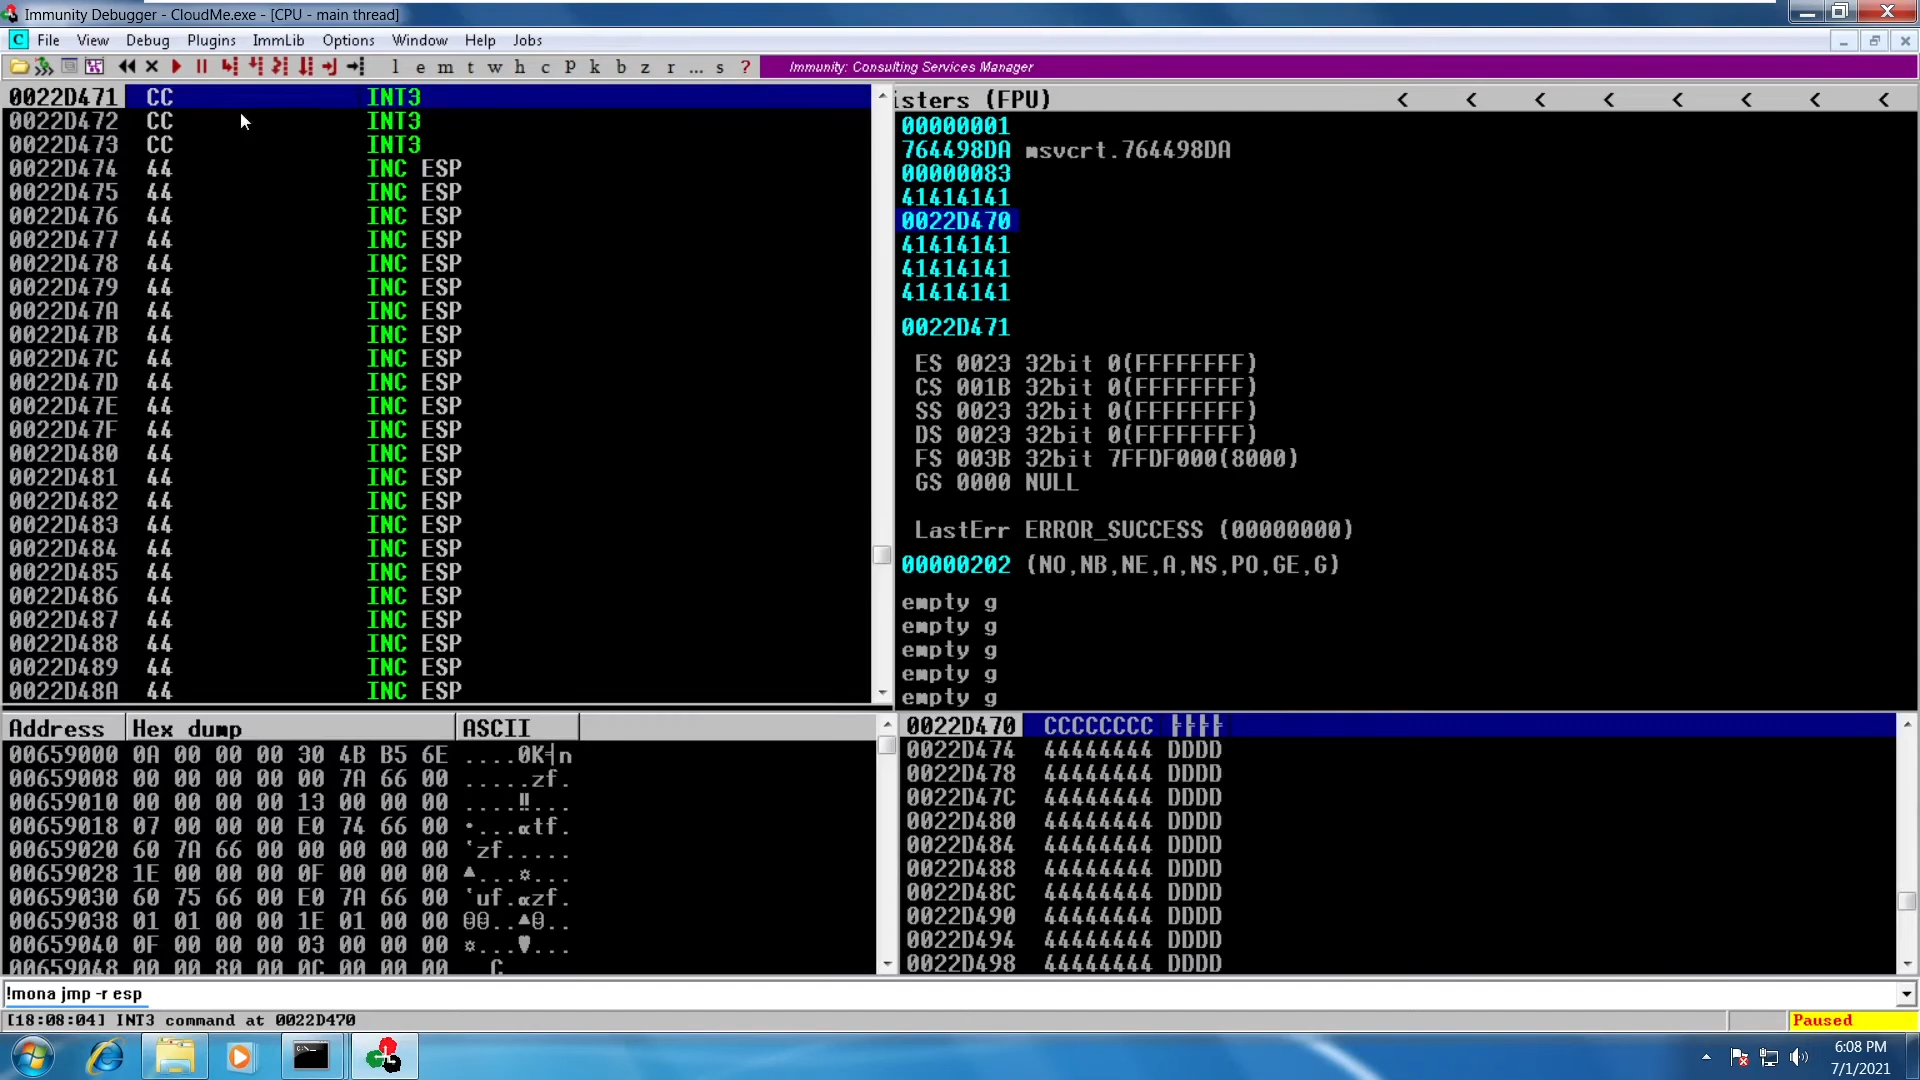 Immunity Debugger - CloudMe.exe - [CPU - main thread]
C File View Debug Plugins ImmLib Options Window Help Jobs
l e m t w h c P k b z r ... s ? Immunity: Consulting Services Manager
0022D471 CC INT3
0022D472 CC INT3
0022D473 CC INT3
0022D474 44 INC ESP
0022D475 44 INC ESP
0022D476 44 INC ESP
0022D477 44 INC ESP
0022D478 44 INC ESP
0022D479 44 INC ESP
0022D47A 44 INC ESP
0022D47B 44 INC ESP
0022D47C 44 INC ESP
0022D47D 44 INC ESP
0022D47E 44 INC ESP
0022D47F 44 INC ESP
0022D480 44 INC ESP
0022D481 44 INC ESP
0022D482 44 INC ESP
0022D483 44 INC ESP
0022D484 44 INC ESP
0022D485 44 INC ESP
0022D486 44 INC ESP
0022D487 44 INC ESP
0022D488 44 INC ESP
0022D489 44 INC ESP
0022D48A 44 INC ESP
isters (FPU) < < < < < < < <
00000001
764498DA msvcrt.764498DA
00000083
41414141
0022D470
41414141
41414141
41414141
0022D471
ES 0023 32bit 0(FFFFFFFF)
CS 001B 32bit 0(FFFFFFFF)
SS 0023 32bit 0(FFFFFFFF)
DS 0023 32bit 0(FFFFFFFF)
FS 003B 32bit 7FFDF000(8000)
GS 0000 NULL
LastErr ERROR_SUCCESS (00000000)
00000202 (NO,NB,NE,A,NS,PO,GE,G)
empty g
empty g
empty g
empty g
empty g
Address Hex dump ASCII
00659000 0A 00 00 00 30 4B B5 6E ....0K╡n
00659008 00 00 00 00 00 7A 66 00 .....zf.
00659010 00 00 00 00 13 00 00 00 ....‼...
00659018 07 00 00 00 E0 74 66 00 •...αtf.
00659020 60 7A 66 00 00 00 00 00 `zf.....
00659028 1E 00 00 00 0F 00 00 00 ▲...☼...
00659030 60 75 66 00 E0 7A 66 00 `uf.αzf.
00659038 01 01 00 00 1E 01 00 00 ☺☺..▲☺..
00659040 0F 00 00 00 03 00 00 00 ☼...♥...
00659048 00 00 80 00 0C 00 00 00
0022D470 CCCCCCCC ╠╠╠╠
0022D474 44444444 DDDD
0022D478 44444444 DDDD
0022D47C 44444444 DDDD
0022D480 44444444 DDDD
0022D484 44444444 DDDD
0022D488 44444444 DDDD
0022D48C 44444444 DDDD
0022D490 44444444 DDDD
0022D494 44444444 DDDD
0022D498 44444444 DDDD
!mona jmp -r esp
[18:08:04] INT3 command at 0022D470 Paused
6:08 PM
7/1/2021